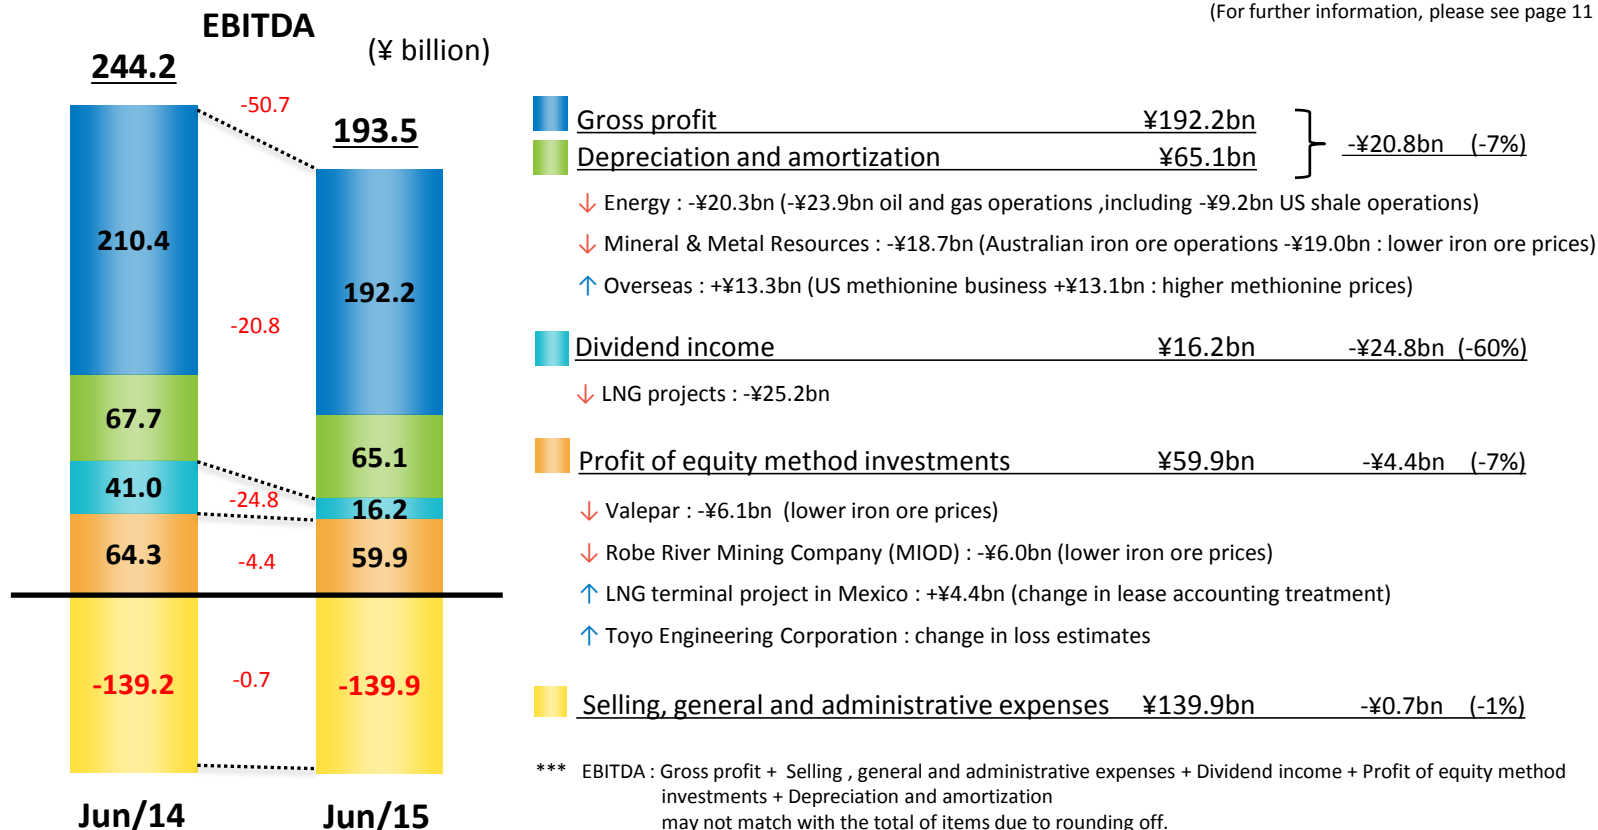 (For further information, please see page 11
EBITDA
(¥ billion)
244.2
-50.7
193.5
210.4
192.2
-20.8
67.7
65.1
41.0
-24.8
16.2
64.3
-4.4
59.9
-139.2
-0.7
-139.9
Jun/14
Jun/15
Gross profit ¥192.2bn
Depreciation and amortization ¥65.1bn
-¥20.8bn (-7%)
↓ Energy : -¥20.3bn (-¥23.9bn oil and gas operations ,including -¥9.2bn US shale operations)
↓ Mineral & Metal Resources : -¥18.7bn (Australian iron ore operations -¥19.0bn : lower iron ore prices)
↑ Overseas : +¥13.3bn (US methionine business +¥13.1bn : higher methionine prices)
Dividend income ¥16.2bn -¥24.8bn (-60%)
↓ LNG projects : -¥25.2bn
Profit of equity method investments ¥59.9bn -¥4.4bn (-7%)
↓ Valepar : -¥6.1bn (lower iron ore prices)
↓ Robe River Mining Company (MIOD) : -¥6.0bn (lower iron ore prices)
↑ LNG terminal project in Mexico : +¥4.4bn (change in lease accounting treatment)
↑ Toyo Engineering Corporation : change in loss estimates
Selling, general and administrative expenses ¥139.9bn -¥0.7bn (-1%)
*** EBITDA : Gross profit + Selling , general and administrative expenses + Dividend income + Profit of equity method
investments + Depreciation and amortization
may not match with the total of items due to rounding off.